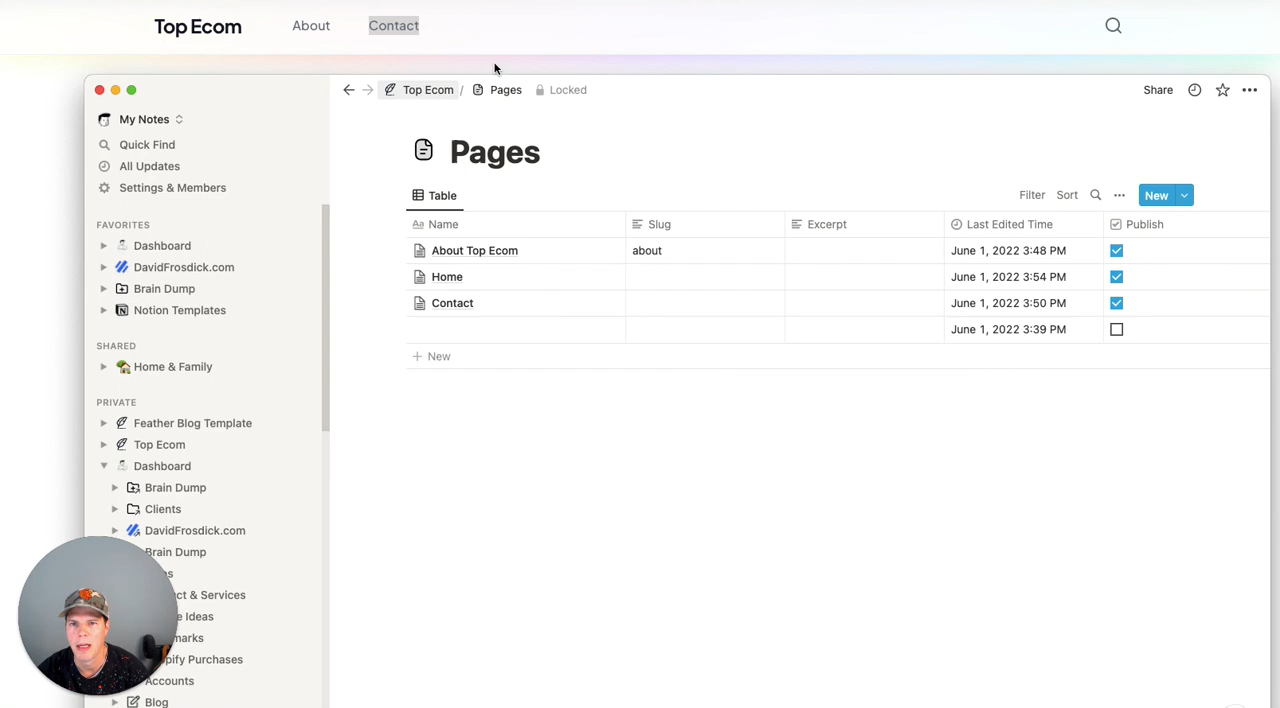 Top Ecom About Contact
Top Ecom / Pages Locked Share
My Notes
Quick Find
All Updates
Settings & Members
FAVORITES
Dashboard
DavidFrosdick.com
Brain Dump
Notion Templates
SHARED
Home & Family
PRIVATE
Feather Blog Template
Top Ecom
Dashboard
Brain Dump
Clients
DavidFrosdick.com
Brain Dump
ct & Services
Ideas
marks
pify Purchases
Accounts
Blog
Pages
Table Filter Sort New
Aa Name Slug Excerpt Last Edited Time Publish
About Top Ecom about June 1, 2022 3:48 PM
Home June 1, 2022 3:54 PM
Contact June 1, 2022 3:50 PM
June 1, 2022 3:39 PM
+ New